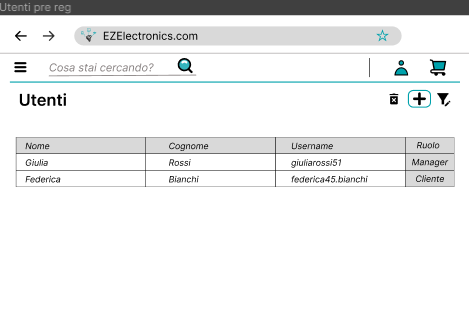 Utenti pre reg
EZElectronics.com
Cosa stai cercando?
Utenti
Nome Cognome Username Ruolo
Giulia Rossi giuliarossi51 Manager
Federica Bianchi federica45.bianchi Cliente